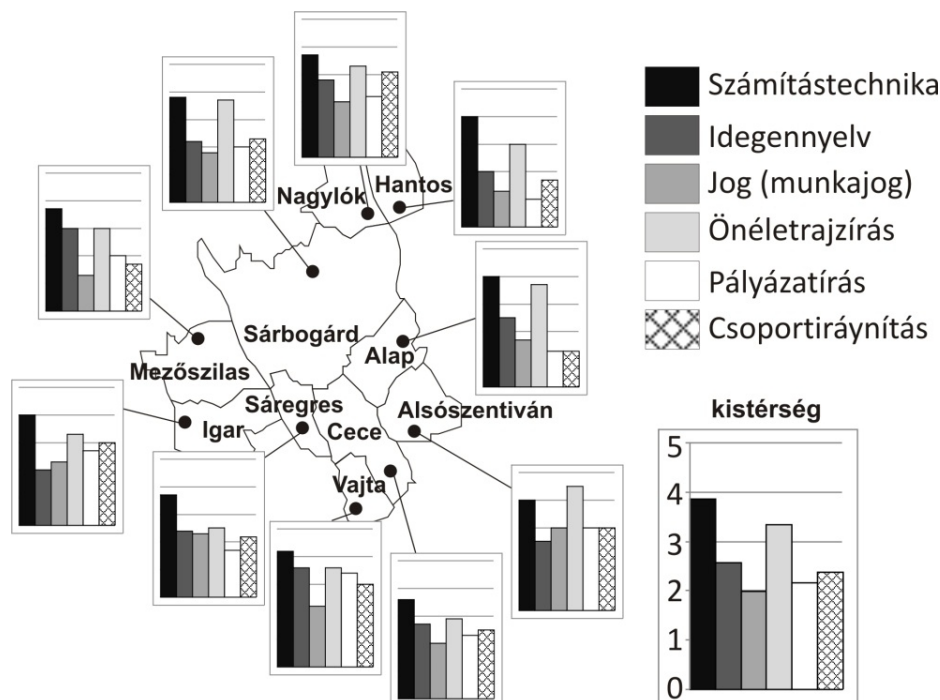 Számítástechnika
Idegennyelv
Jog (munkajog)
Önéletrajzírás
Pályázatírás
Csoportiráynítás
Nagylók
Hantos
Sárbogárd
Alap
Mezőszilas
Sáregres
Alsószentiván
Igar
Cece
Vajta
kistérség
5
4
3
2
1
0